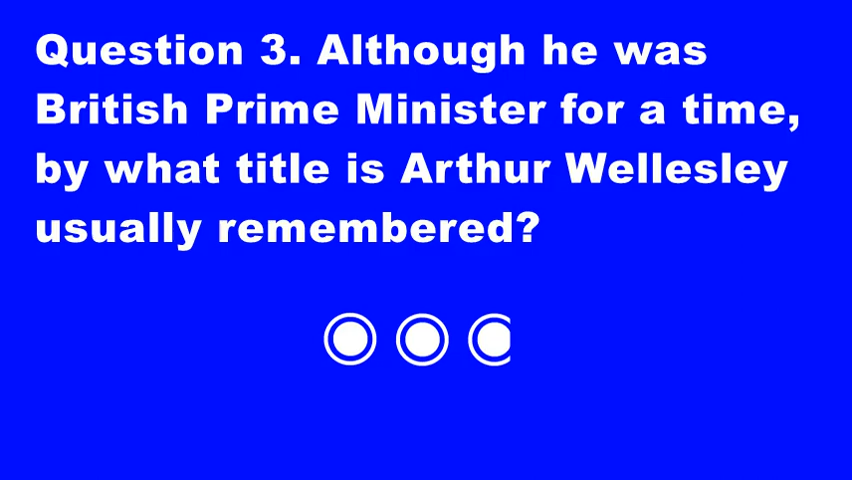 Question 3. Although he was
British Prime Minister for a time,
by what title is Arthur Wellesley
usually remembered?